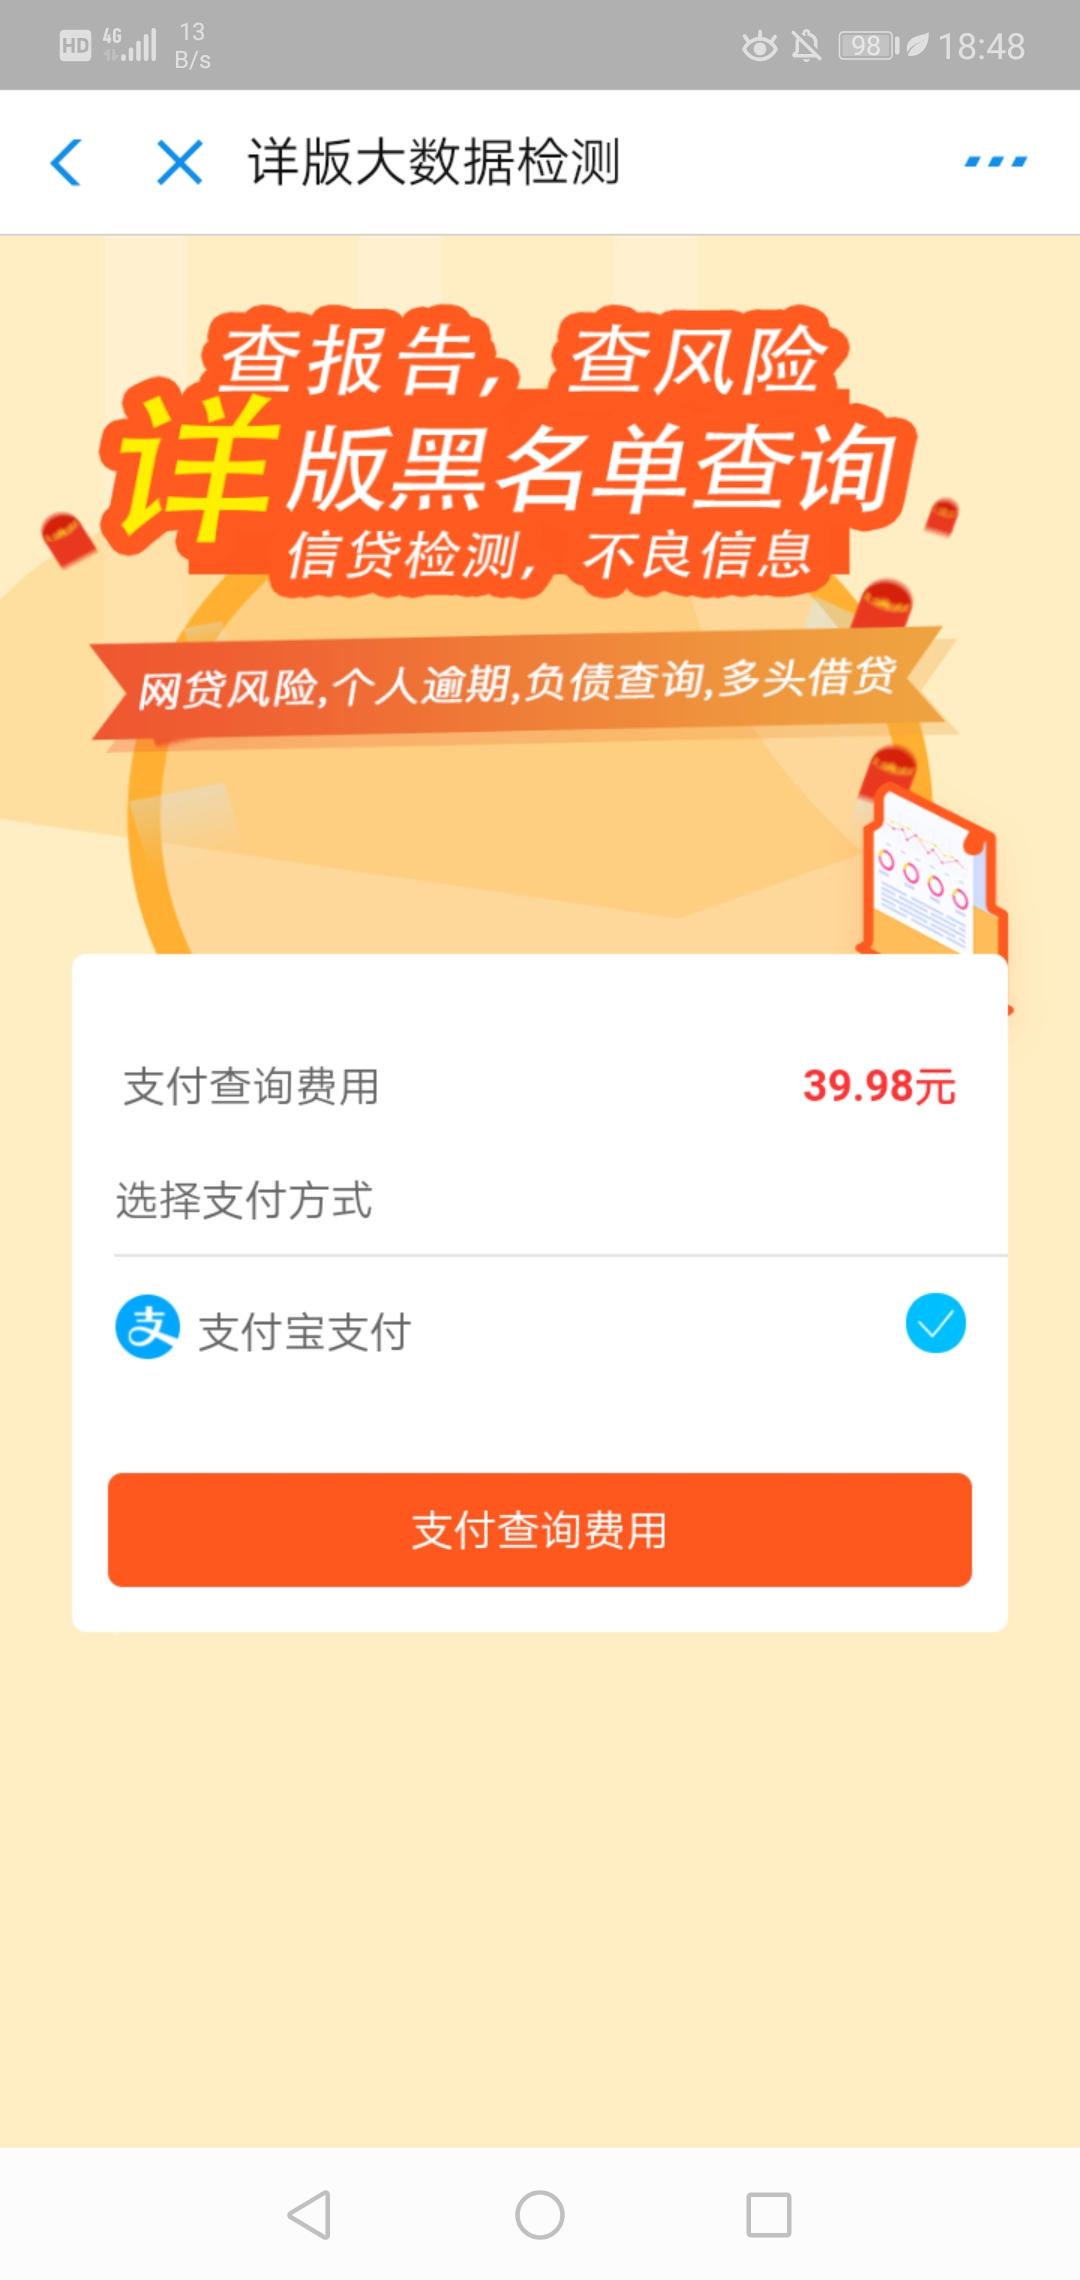 HD 4G 13 B/s 98 18:48
详版大数据检测
查报告，查风险
详版黑名单查询
信贷检测，不良信息
网贷风险,个人逾期,负债查询,多头借贷
支付查询费用 39.98元
选择支付方式
支 支付宝支付
支付查询费用